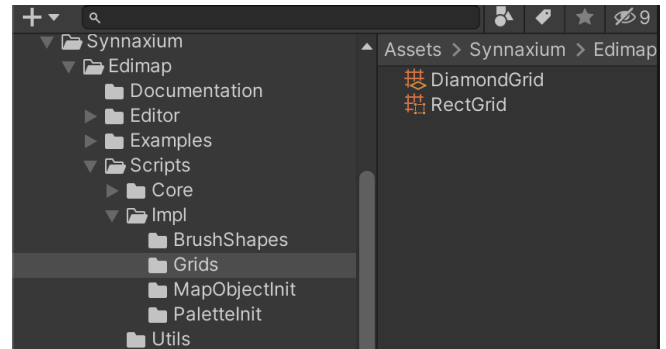 9
Synnaxium
Edimap
Documentation
Editor
Examples
Scripts
Core
Impl
BrushShapes
Grids
MapObjectInit
PaletteInit
Utils
Assets > Synnaxium > Edimap
DiamondGrid
RectGrid